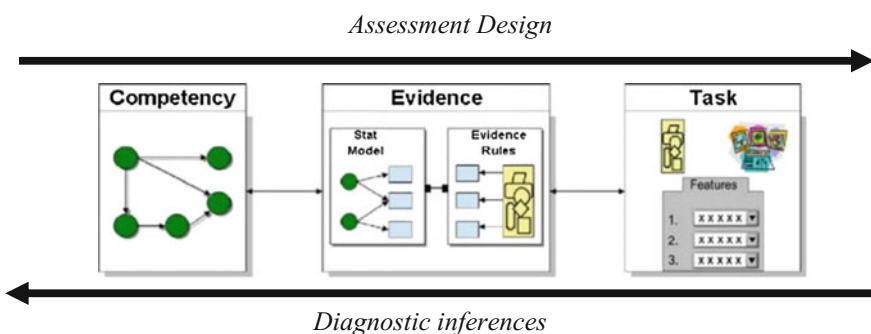 Assessment Design
Competency
Evidence
Task
Stat
Model
Evidence
Rules
Features
1. X X X X X
2. X X X X X
3. X X X X X
Diagnostic inferences